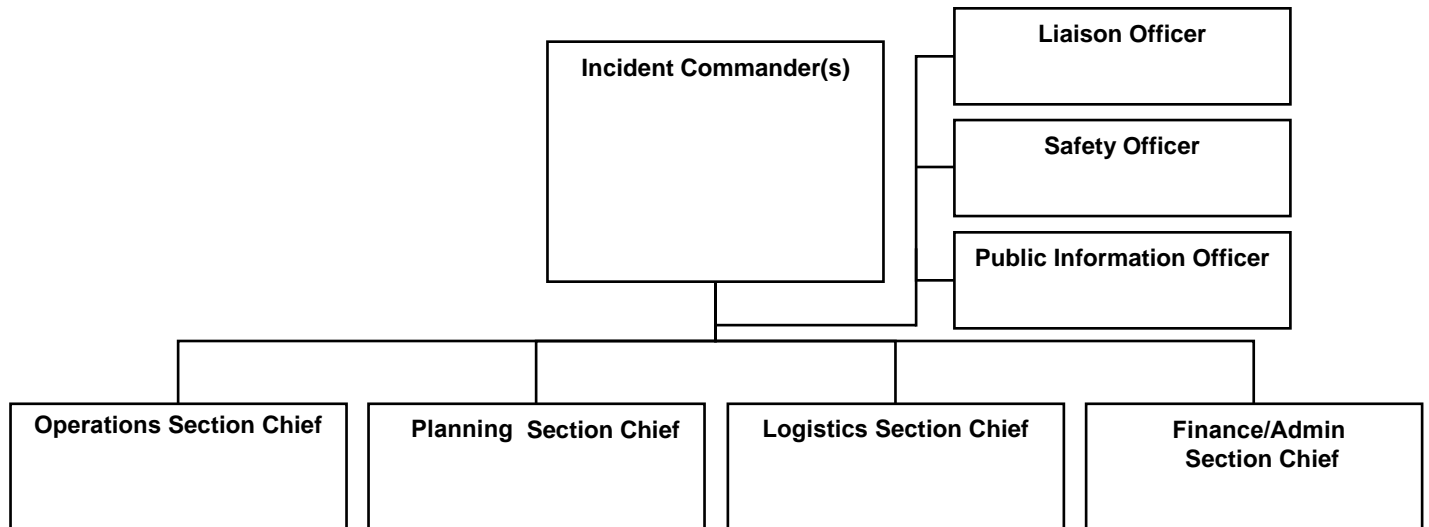 Incident Commander(s)
Liaison Officer
Safety Officer
Public Information Officer
Operations Section Chief
Planning Section Chief
Logistics Section Chief
Finance/Admin
Section Chief